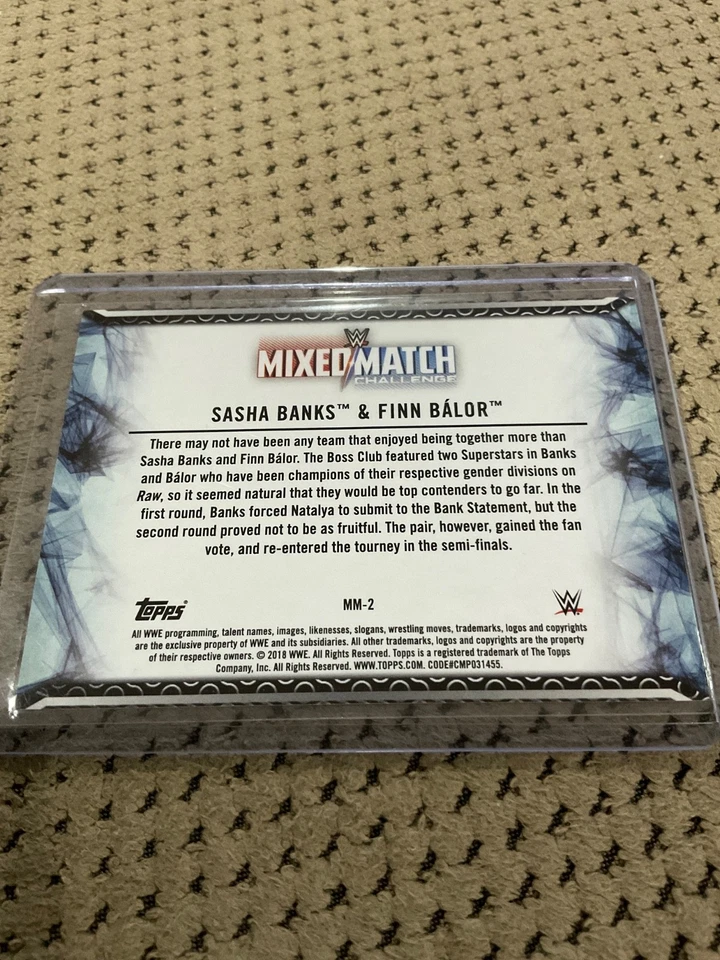 W
MIXED MATCH
CHALLENGE
SASHA BANKS™ & FINN BÁLOR™
There may not have been any team that enjoyed being together more than
Sasha Banks and Finn Bálor. The Boss Club featured two Superstars in Banks
and Bálor who have been champions of their respective gender divisions on
Raw, so it seemed natural that they would be top contenders to go far. In the
first round, Banks forced Natalya to submit to the Bank Statement, but the
second round proved not to be as fruitful. The pair, however, gained the fan
vote, and re-entered the tourney in the semi-finals.
topps®
MM-2
W
All WWE programming, talent names, images, likenesses, slogans, wrestling moves, trademarks, logos and copyrights
are the exclusive property of WWE and its subsidiaries. All other trademarks, logos and copyrights are the property
of their respective owners. © 2018 WWE. All Rights Reserved. Topps is a registered trademark of The Topps
Company, Inc. All Rights Reserved. WWW.TOPPS.COM. CODE#CMP031455.